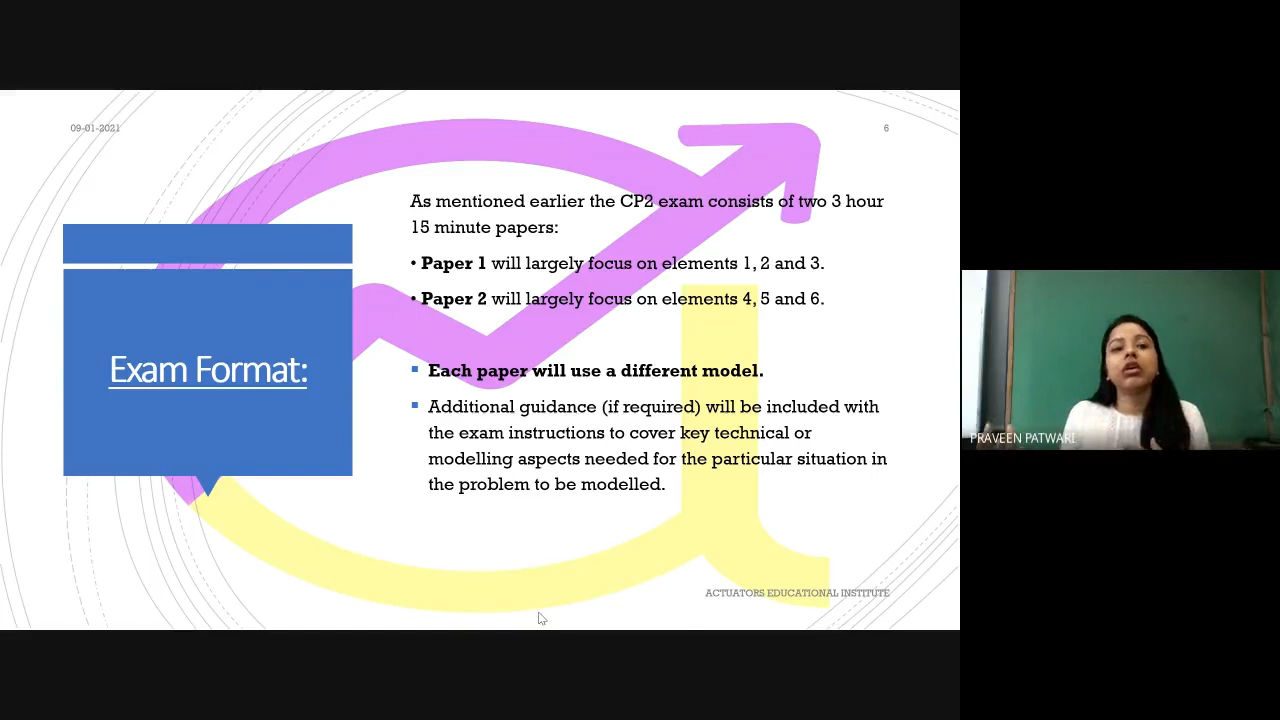 09-01-2021
6
As mentioned earlier the CP2 exam consists of two 3 hour
15 minute papers:
• Paper 1 will largely focus on elements 1, 2 and 3.
• Paper 2 will largely focus on elements 4, 5 and 6.
Exam Format:
Each paper will use a different model.
Additional guidance (if required) will be included with
the exam instructions to cover key technical or
modelling aspects needed for the particular situation in
the problem to be modelled.
PRAVEEN PATWARI
ACTUATORS EDUCATIONAL INSTITUTE